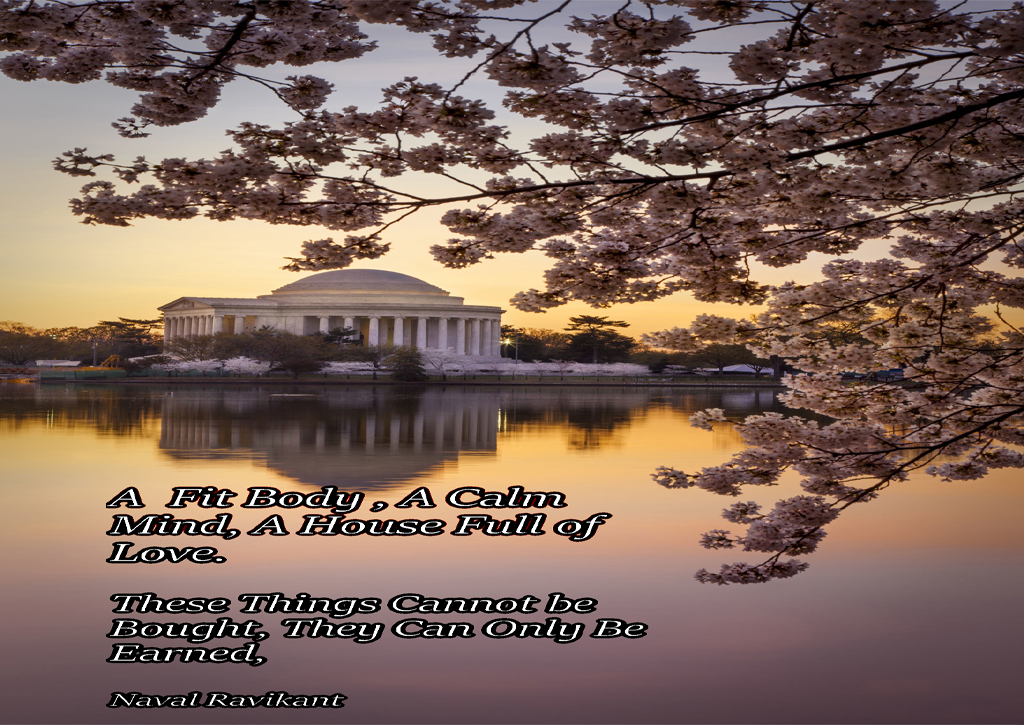 A Fit Body , A Calm
Mind, A House Full of
Love.
These Things Cannot be
Bought, They Can Only Be
Earned,
Naval Ravikant